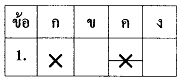 ข้อ ก ข ค ง
1. × ×